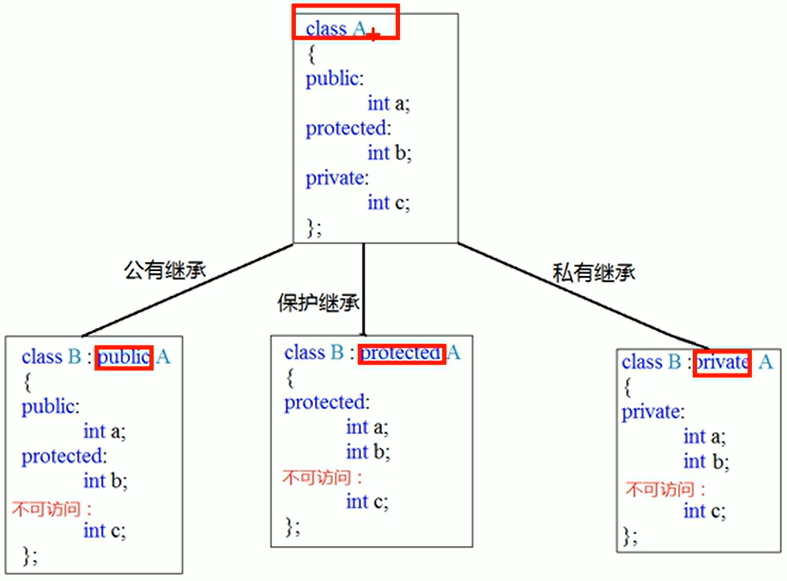 class A
{
public:
int a;
protected:
int b;
private:
int c;
};
公有继承
保护继承
私有继承
class B : public A
{
public:
int a;
protected:
int b;
不可访问：
int c;
};
class B : protected A
{
protected:
int a;
int b;
不可访问：
int c;
};
class B : private A
{
private:
int a;
int b;
不可访问：
int c;
};